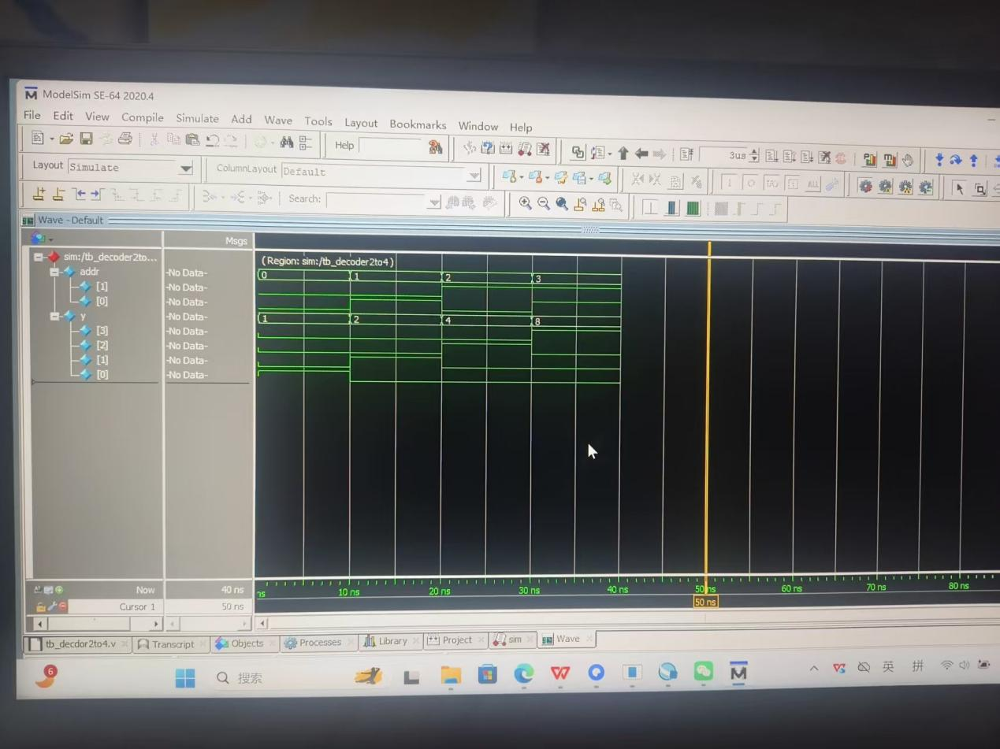 ModelSim SE-64 2020.4
File Edit View Compile Simulate Add Wave Tools Layout Bookmarks Window Help
Help
3us
Layout Simulate
ColumnLayout Default
ALL
Search:
Wave - Default
Msgs
sim:/tb_decoder2to...
(Region: sim:/tb_decoder2to4)
addr -No Data- 0 1 2 3
[1] -No Data-
[0] -No Data-
y -No Data- 1 2 4 8
[3] -No Data-
[2] -No Data-
[1] -No Data-
[0] -No Data-
Now 40 ns
ns 10 ns 20 ns 30 ns 40 ns 50 ns 60 ns 70 ns 80 ns
Cursor 1 50 ns
50 ns
tb_decdor2to4.v Transcript Objects Processes Library Project sim Wave
6
搜索
英 拼